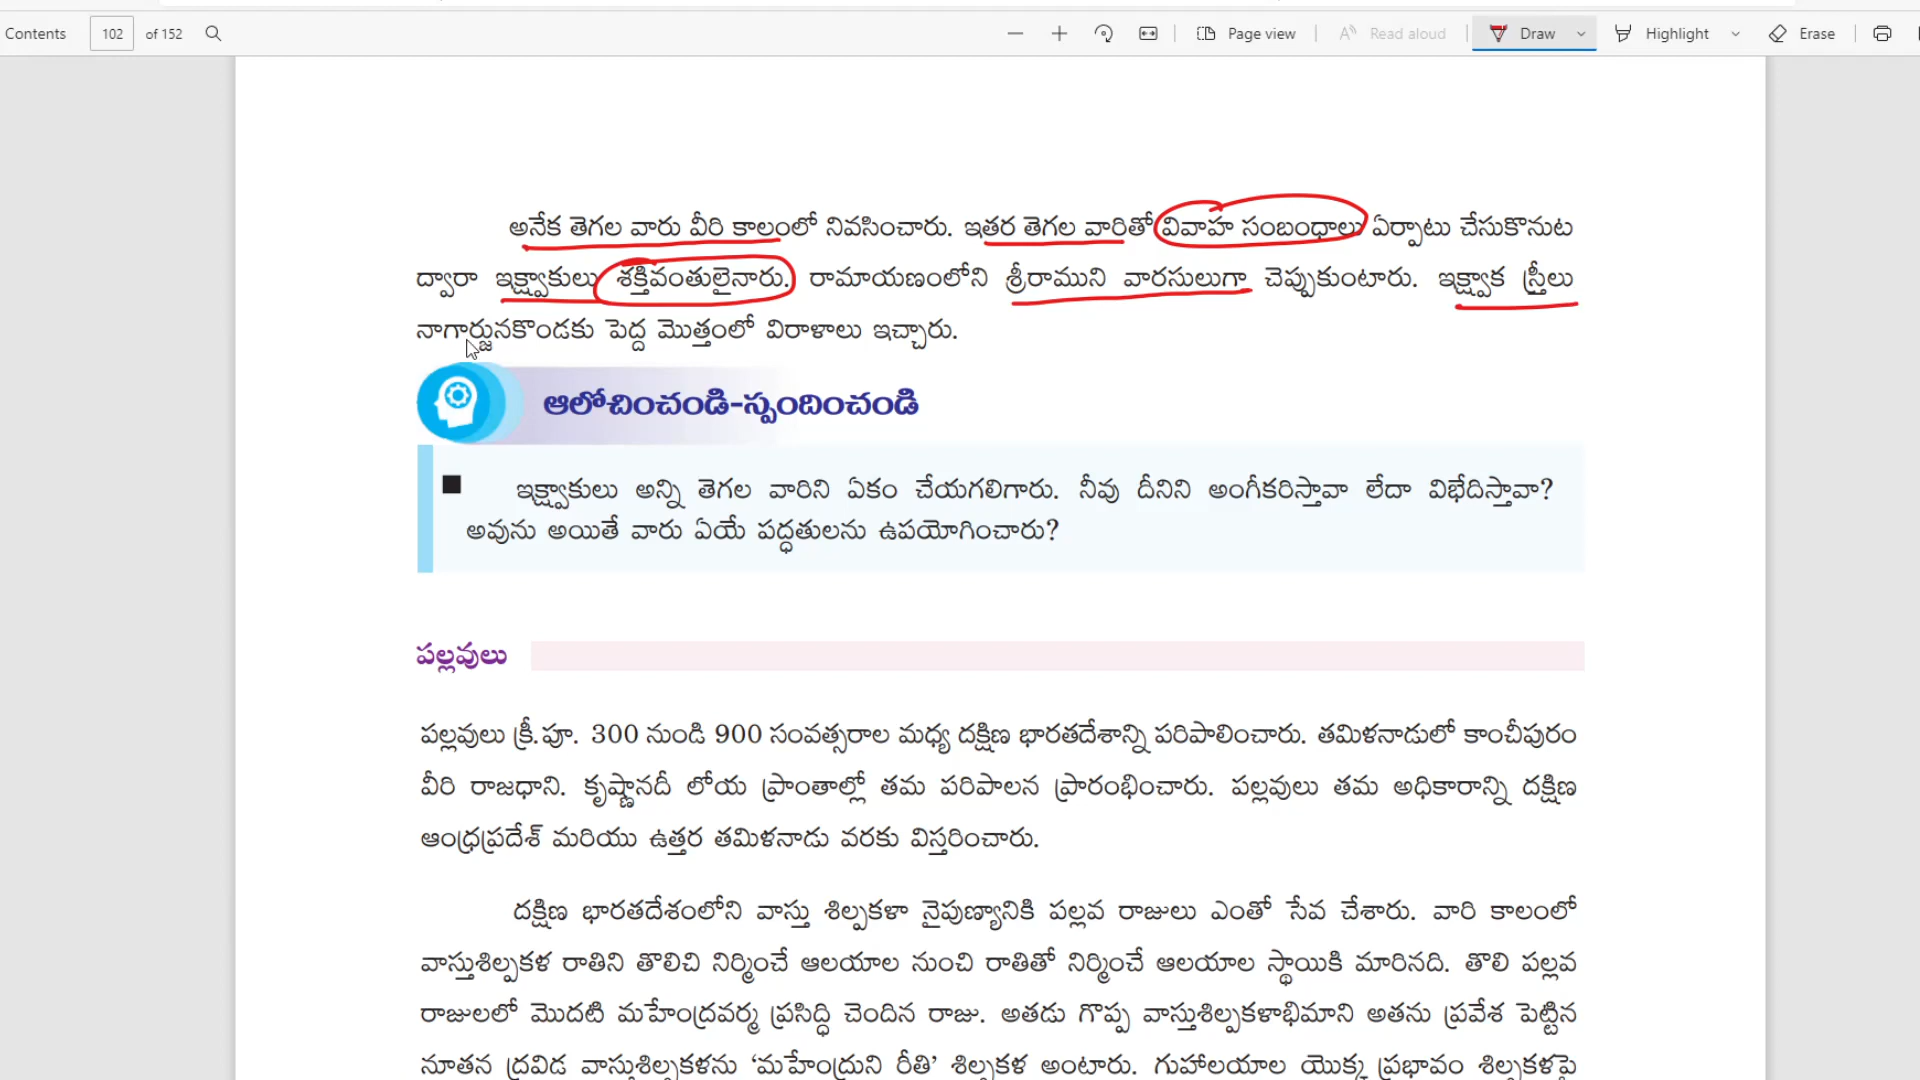 Contents 102 of 152 Page view Read aloud Draw Highlight Erase
అనేక తెగల వారు వీరి కాలంలో నివసించారు. ఇతర తెగల వారితో వివాహ సంబంధాలు ఏర్పాటు చేసుకొనుట
ద్వారా ఇక్ష్వాకులు శక్తివంతులైనారు. రామాయణంలోని శ్రీరాముని వారసులుగా చెప్పుకుంటారు. ఇక్ష్వాక స్త్రీలు
నాగార్జునకొండకు పెద్ద మొత్తంలో విరాళాలు ఇచ్చారు.
ఆలోచించండి-స్పందించండి
■ ఇక్ష్వాకులు అన్ని తెగల వారిని ఏకం చేయగలిగారు. నీవు దీనిని అంగీకరిస్తావా లేదా విభేదిస్తావా?
అవును అయితే వారు ఏయే పద్ధతులను ఉపయోగించారు?
పల్లవులు
పల్లవులు క్రీ.పూ. 300 నుండి 900 సంవత్సరాల మధ్య దక్షిణ భారతదేశాన్ని పరిపాలించారు. తమిళనాడులో కాంచీపురం
వీరి రాజధాని. కృష్ణానదీ లోయ ప్రాంతాల్లో తమ పరిపాలన ప్రారంభించారు. పల్లవులు తమ అధికారాన్ని దక్షిణ
ఆంధ్రప్రదేశ్ మరియు ఉత్తర తమిళనాడు వరకు విస్తరించారు.
దక్షిణ భారతదేశంలోని వాస్తు శిల్పకళా నైపుణ్యానికి పల్లవ రాజులు ఎంతో సేవ చేశారు. వారి కాలంలో
వాస్తుశిల్పకళ రాతిని తొలిచి నిర్మించే ఆలయాల నుంచి రాతితో నిర్మించే ఆలయాల స్థాయికి మారినది. తొలి పల్లవ
రాజులలో మొదటి మహేంద్రవర్మ ప్రసిద్ధి చెందిన రాజు. అతడు గొప్ప వాస్తుశిల్పకళాభిమాని అతను ప్రవేశ పెట్టిన
నూతన ద్రవిడ వాస్తుశిల్పకళను ‘మహేంద్రుని రీతి’ శిల్పకళ అంటారు. గుహాలయాల యొక్క ప్రభావం శిల్పకళపై